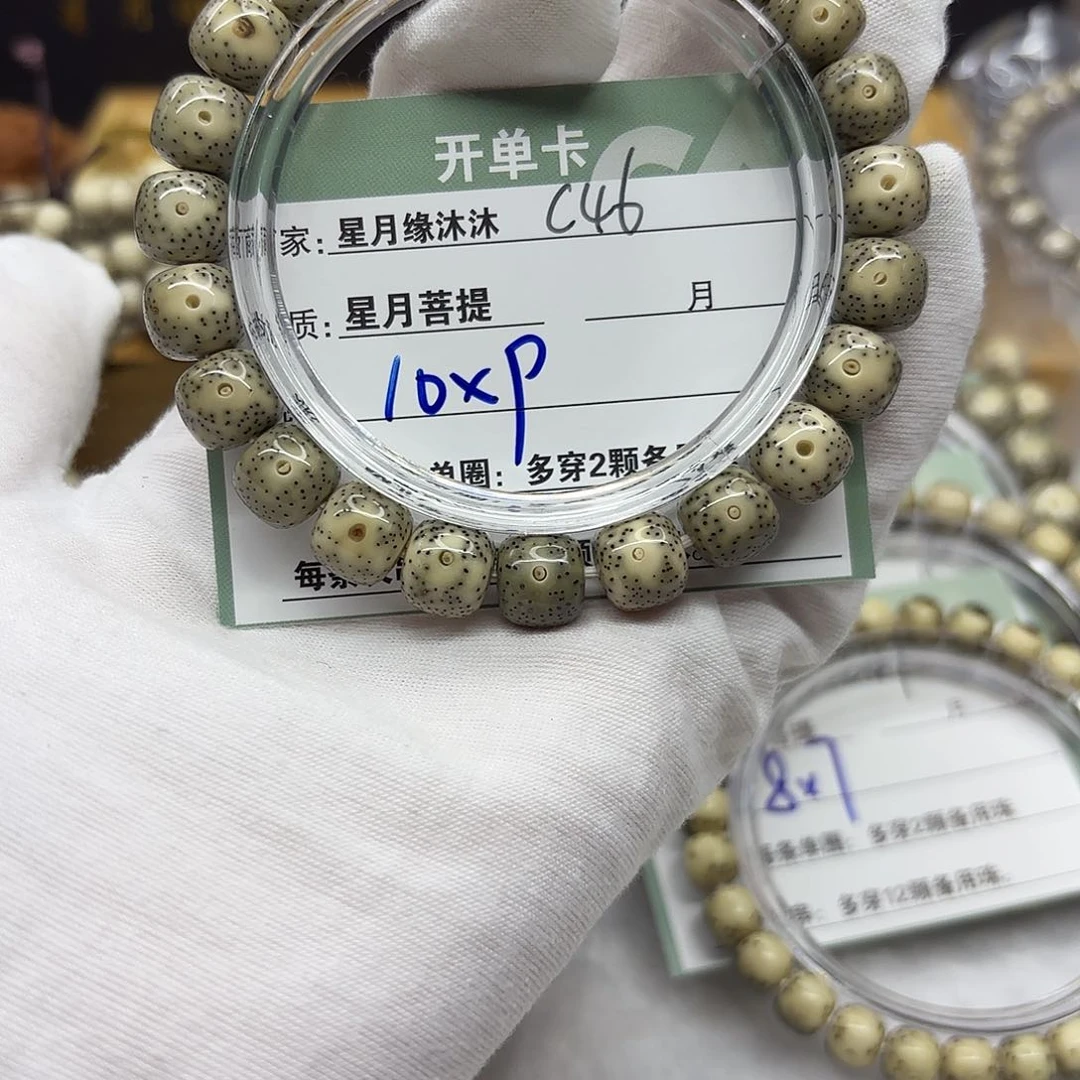 开单卡
C46
家：星月缘沐沐
质：星月菩提
月
10xp
单圈：多穿2颗备
每
8x7
多穿2颗备用珠
多穿12颗备用珠